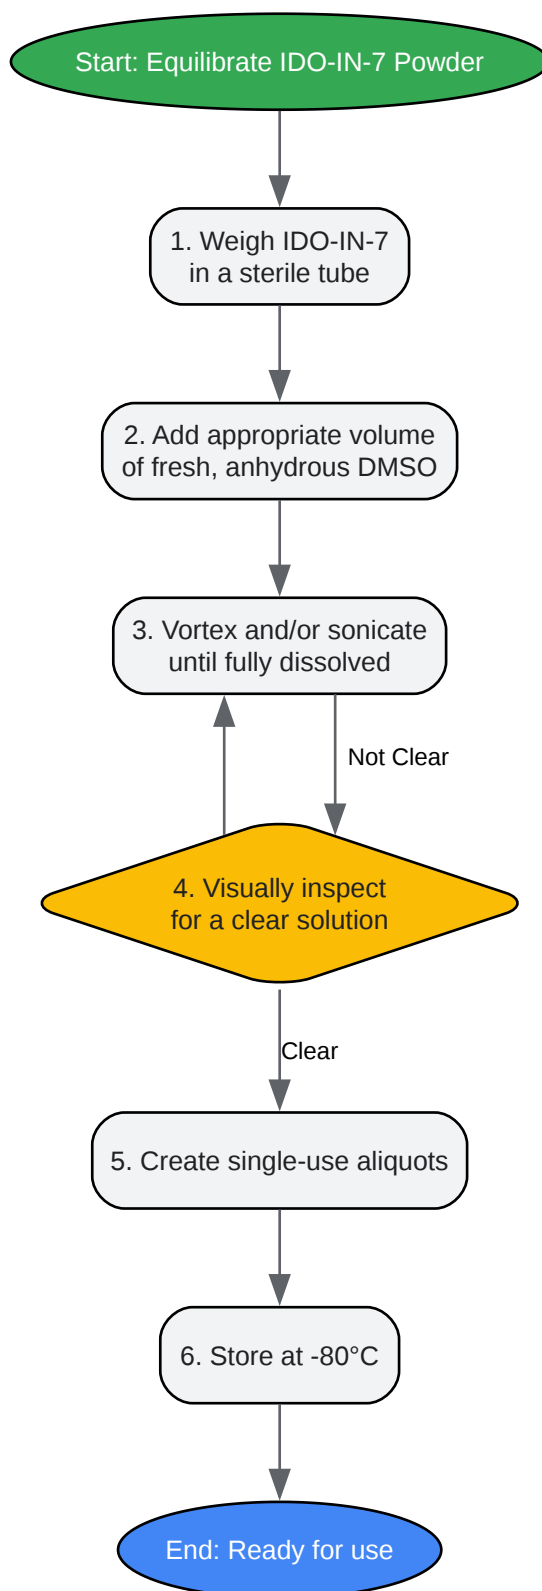 Start: Equilibrate IDO-IN-7 Powder
1. Weigh IDO-IN-7
in a sterile tube
2. Add appropriate volume
of fresh, anhydrous DMSO
3. Vortex and/or sonicate
until fully dissolved
Not Clear
4. Visually inspect
for a clear solution
Clear
5. Create single-use aliquots
6. Store at -80°C
End: Ready for use